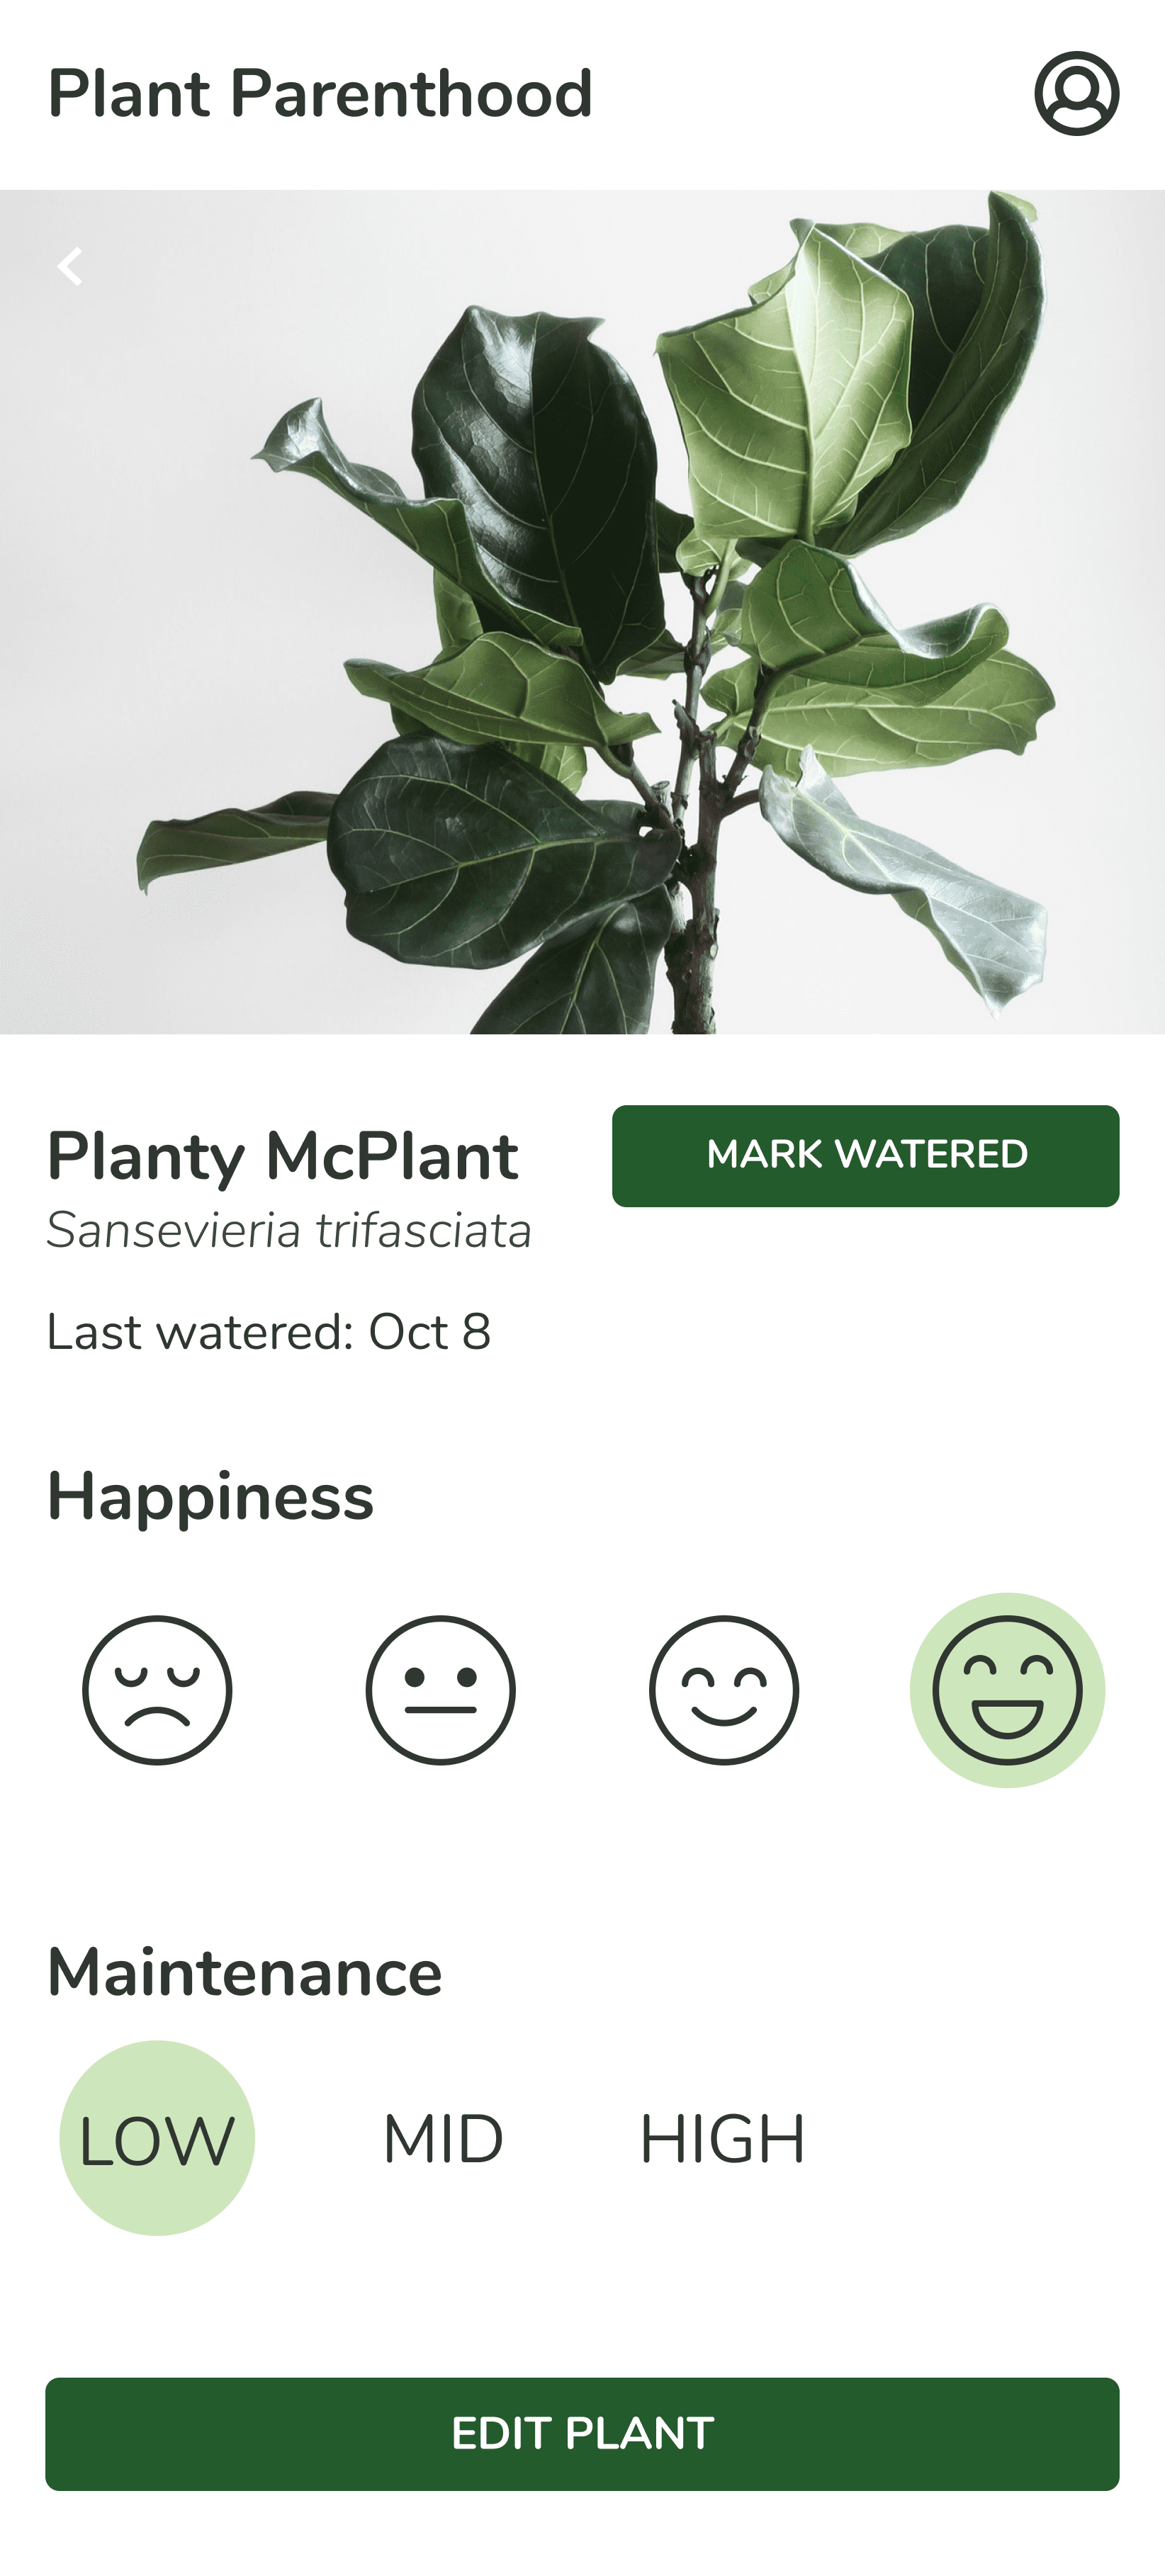 Plant Parenthood
Planty McPlant
MARK WATERED
Sansevieria trifasciata
Last watered: Oct 8
Happiness
Maintenance
LOW MID HIGH
EDIT PLANT